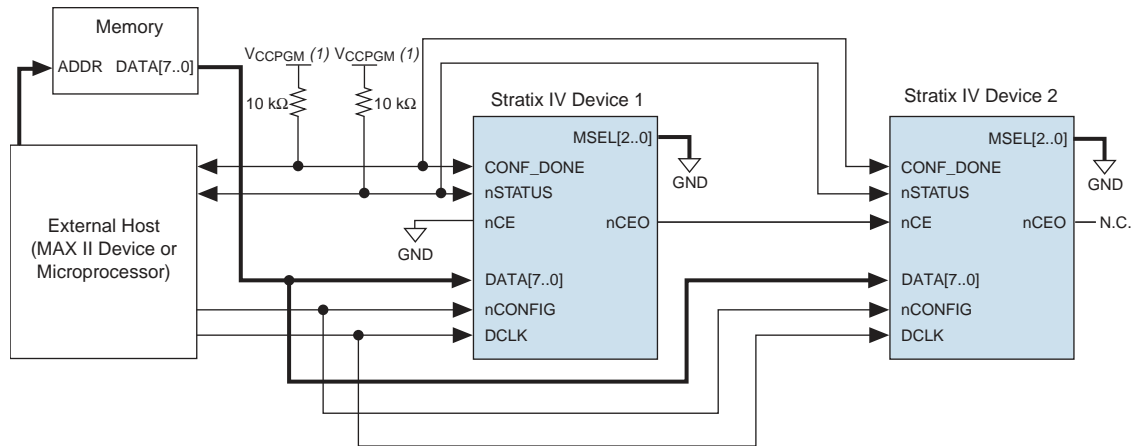 Memory
ADDR DATA[7..0]
VCCPGM (1) VCCPGM (1)
10 kΩ 10 kΩ
Stratix IV Device 1
MSEL[2..0]
GND
CONF_DONE
nSTATUS
nCE nCEO
GND
DATA[7..0]
nCONFIG
DCLK
Stratix IV Device 2
MSEL[2..0]
GND
CONF_DONE
nSTATUS
nCE nCEO N.C.
DATA[7..0]
nCONFIG
DCLK
External Host
(MAX II Device or
Microprocessor)